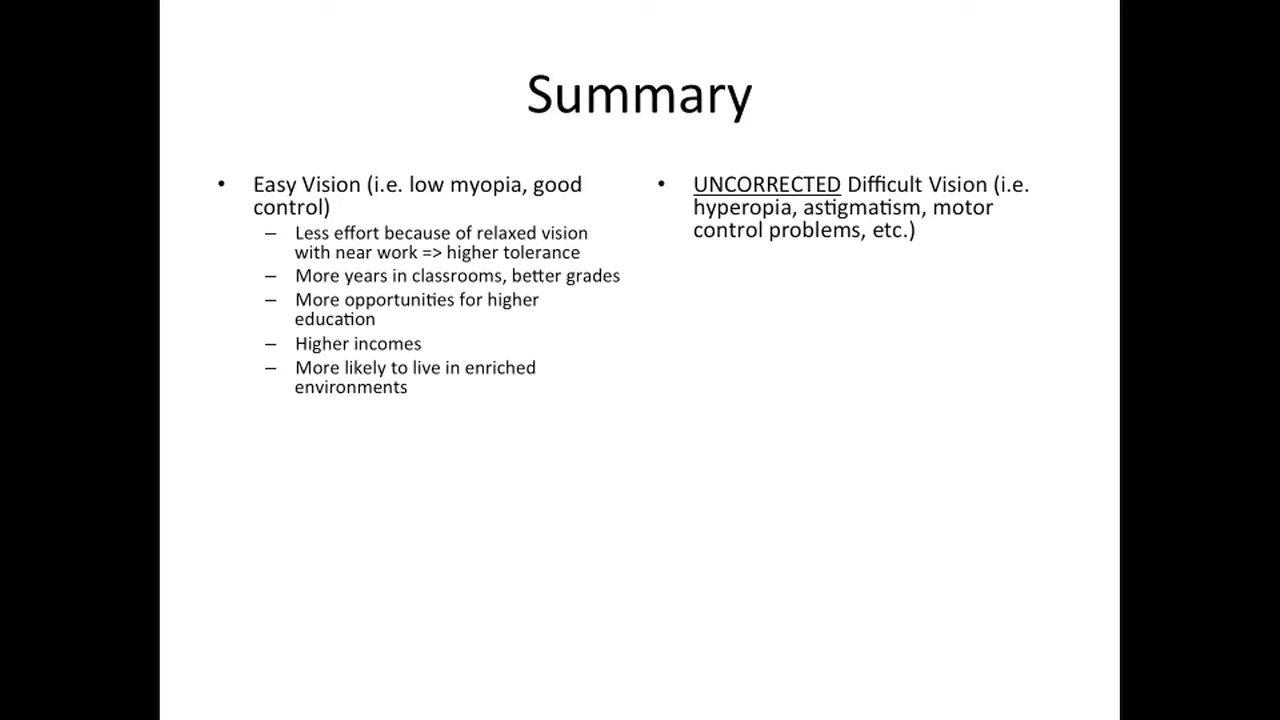 Summary
• Easy Vision (i.e. low myopia, good
control)
– Less effort because of relaxed vision
with near work => higher tolerance
– More years in classrooms, better grades
– More opportunities for higher
education
– Higher incomes
– More likely to live in enriched
environments
• UNCORRECTED Difficult Vision (i.e.
hyperopia, astigmatism, motor
control problems, etc.)